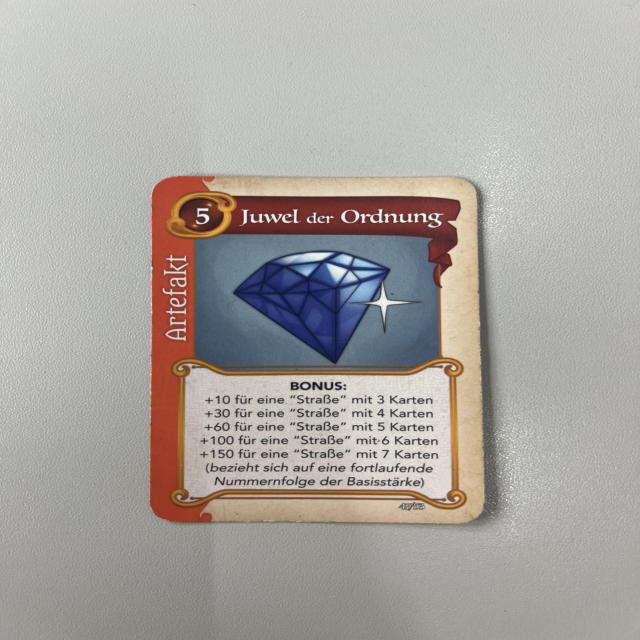 5
Juwel der Ordnung
Artefakt
BONUS:
+10 für eine "Straße" mit 3 Karten
+30 für eine "Straße" mit 4 Karten
+60 für eine "Straße" mit 5 Karten
+100 für eine "Straße" mit 6 Karten
+150 für eine "Straße" mit 7 Karten
(bezieht sich auf eine fortlaufende
Nummernfolge der Basisstärke)